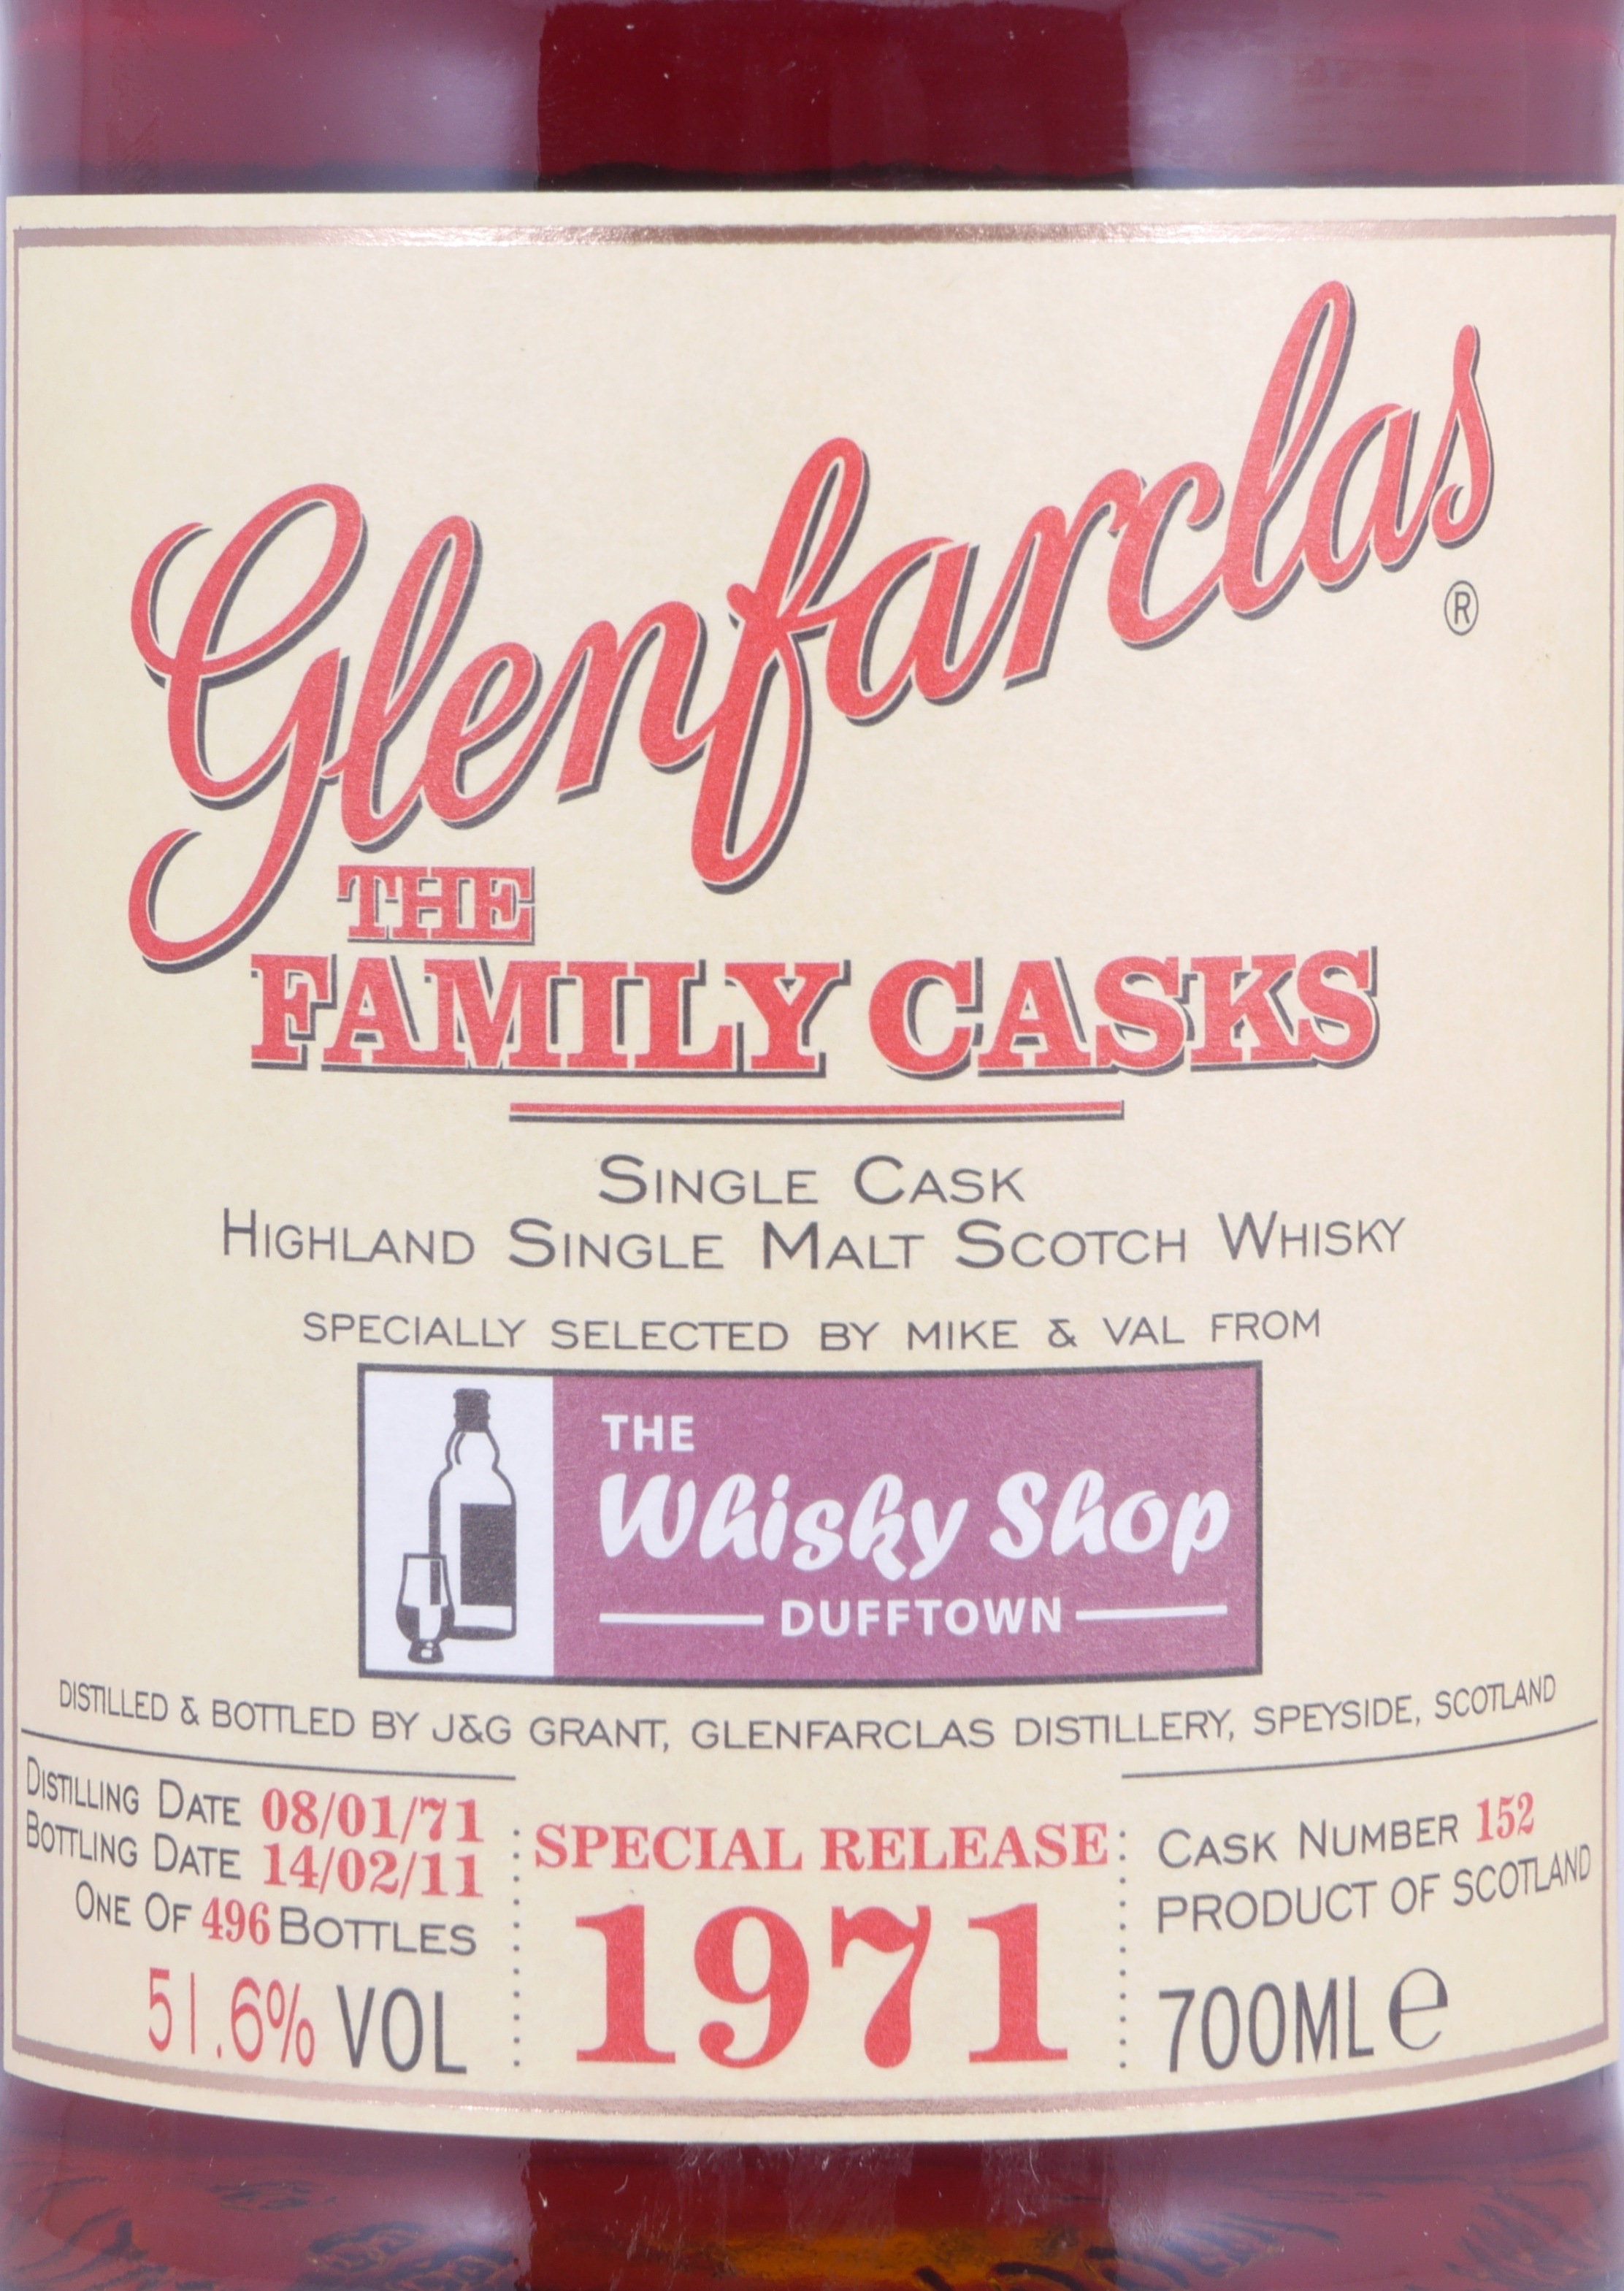 Glenfarclas
®
THE
FAMILY CASKS
SINGLE CASK
HIGHLAND SINGLE MALT SCOTCH WHISKY
SPECIALLY SELECTED BY MIKE & VAL FROM
THE
Whisky Shop
DUFFTOWN
DISTILLED & BOTTLED BY J&G GRANT, GLENFARCLAS DISTILLERY, SPEYSIDE, SCOTLAND
DISTILLING DATE 08/01/71
BOTTLING DATE 14/02/11
ONE OF 496 BOTTLES
51.6% VOL
SPECIAL RELEASE
1971
CASK NUMBER 152
PRODUCT OF SCOTLAND
700ML e